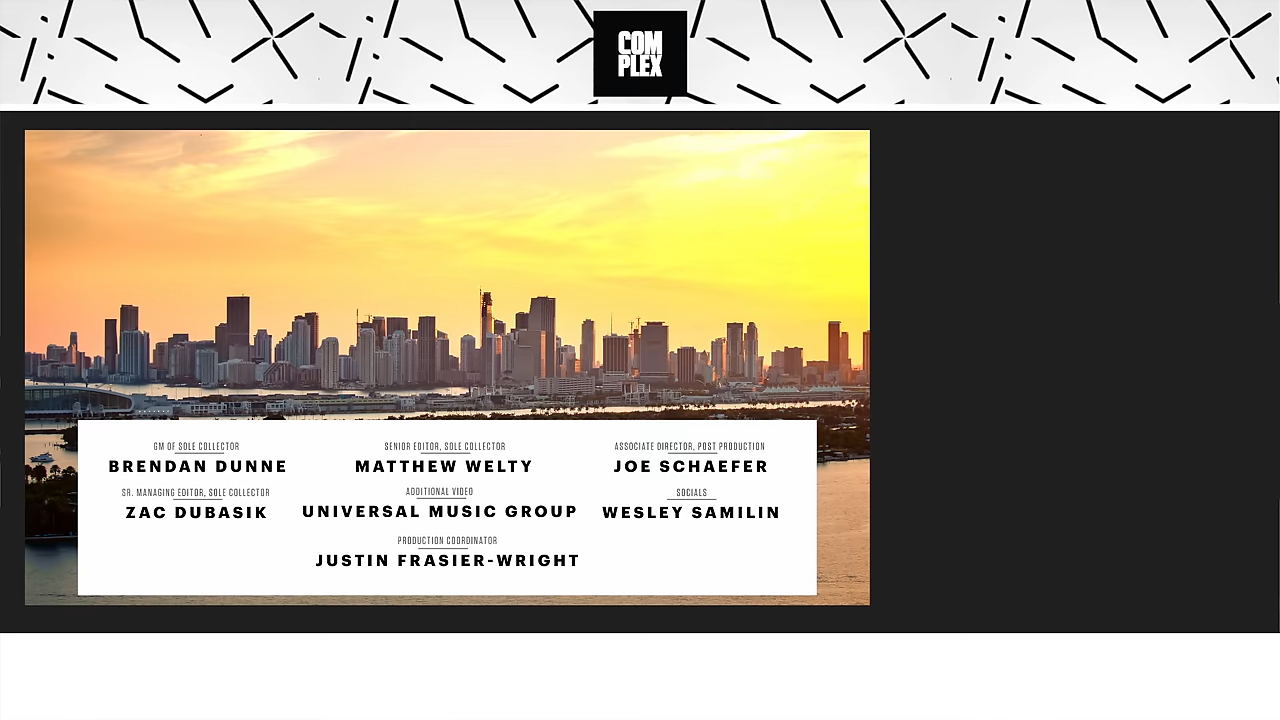 COM
PLEX
GM OF SOLE COLLECTOR
BRENDAN DUNNE
SENIOR EDITOR, SOLE COLLECTOR
MATTHEW WELTY
ASSOCIATE DIRECTOR, POST PRODUCTION
JOE SCHAEFER
SR. MANAGING EDITOR, SOLE COLLECTOR
ZAC DUBASIK
ADDITIONAL VIDEO
UNIVERSAL MUSIC GROUP
SOCIALS
WESLEY SAMILIN
PRODUCTION COORDINATOR
JUSTIN FRASIER-WRIGHT